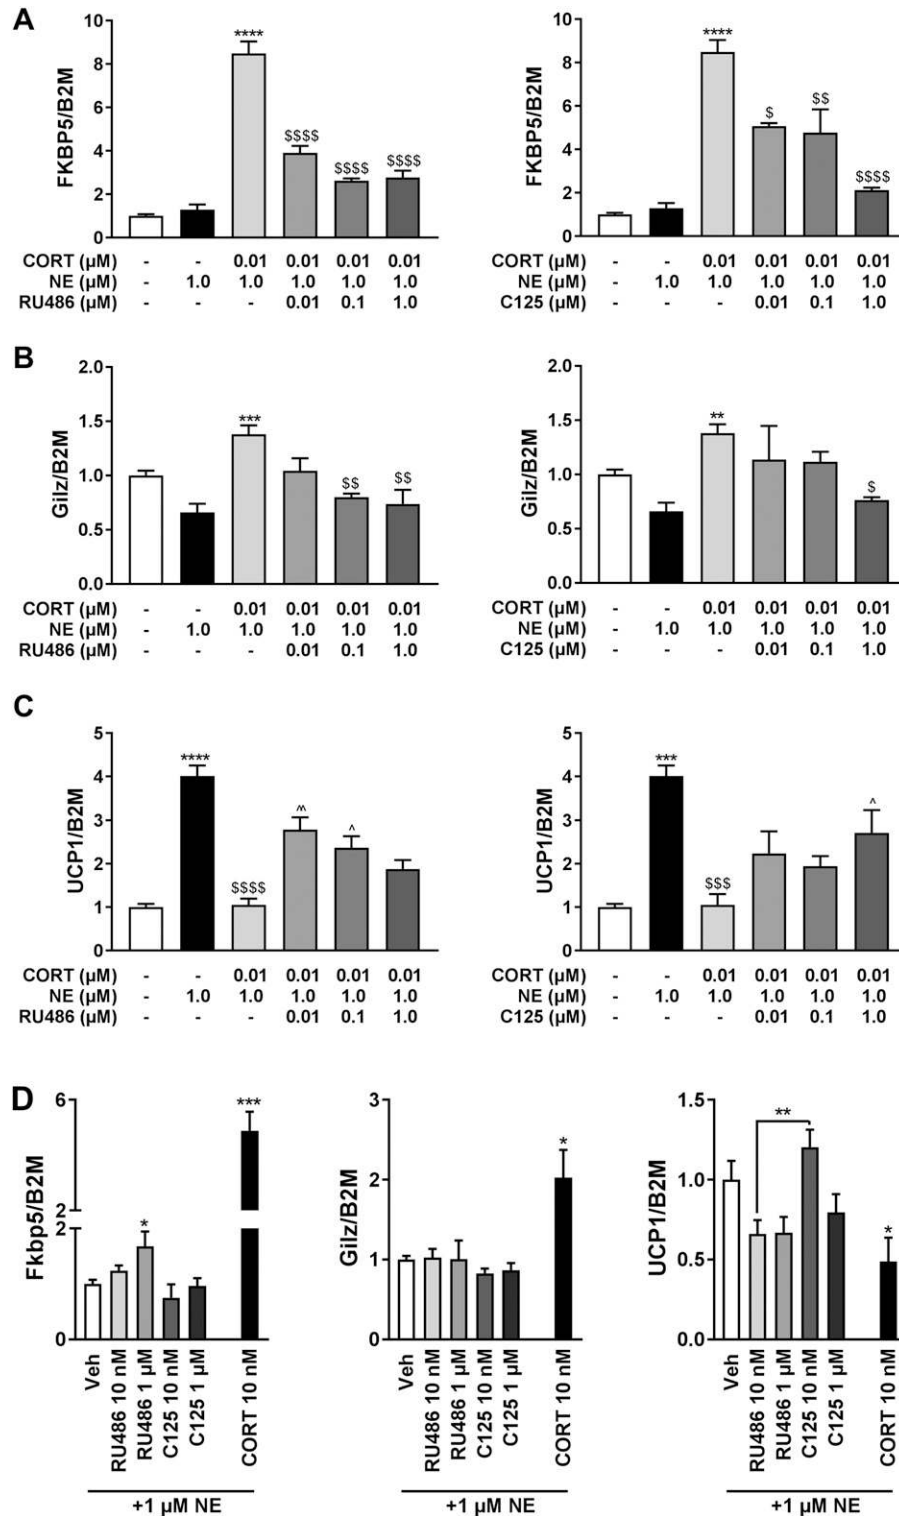 A
10
8
6
4
2
0
FKBP5/B2M
****
$$$$
$$$$
$$$$
CORT (µM) - - 0.01 0.01 0.01 0.01
NE (µM) - 1.0 1.0 1.0 1.0 1.0
RU486 (µM) - - - 0.01 0.1 1.0
10
8
6
4
2
0
FKBP5/B2M
****
$
$$
$$$$
CORT (µM) - - 0.01 0.01 0.01 0.01
NE (µM) - 1.0 1.0 1.0 1.0 1.0
C125 (µM) - - - 0.01 0.1 1.0
B
2.0
1.5
1.0
0.5
0.0
Gilz/B2M
***
$$
$$
CORT (µM) - - 0.01 0.01 0.01 0.01
NE (µM) - 1.0 1.0 1.0 1.0 1.0
RU486 (µM) - - - 0.01 0.1 1.0
2.0
1.5
1.0
0.5
0.0
Gilz/B2M
**
$
CORT (µM) - - 0.01 0.01 0.01 0.01
NE (µM) - 1.0 1.0 1.0 1.0 1.0
C125 (µM) - - - 0.01 0.1 1.0
C
5
4
3
2
1
0
UCP1/B2M
****
$$$$
^^
^
CORT (µM) - - 0.01 0.01 0.01 0.01
NE (µM) - 1.0 1.0 1.0 1.0 1.0
RU486 (µM) - - - 0.01 0.1 1.0
5
4
3
2
1
0
UCP1/B2M
***
$$$
^
CORT (µM) - - 0.01 0.01 0.01 0.01
NE (µM) - 1.0 1.0 1.0 1.0 1.0
C125 (µM) - - - 0.01 0.1 1.0
D
6
2
2
1
0
Fkbp5/B2M
*
***
Veh
RU486 10 nM
RU486 1 µM
C125 10 nM
C125 1 µM
CORT 10 nM
+1 µM NE
3
2
1
0
Gilz/B2M
*
Veh
RU486 10 nM
RU486 1 µM
C125 10 nM
C125 1 µM
CORT 10 nM
+1 µM NE
1.5
1.0
0.5
0.0
UCP1/B2M
**
*
Veh
RU486 10 nM
RU486 1 µM
C125 10 nM
C125 1 µM
CORT 10 nM
+1 µM NE